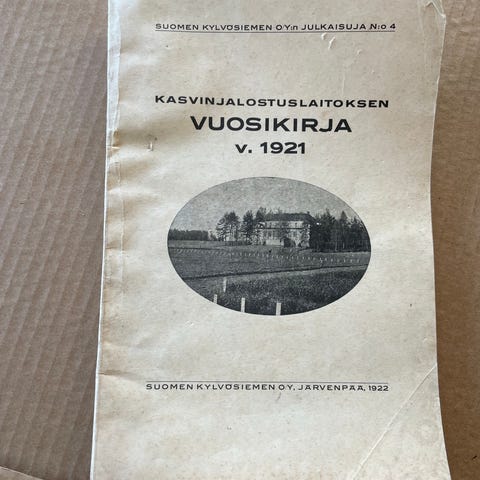 SUOMEN KYLVÖSIEMEN O/Y:n JULKAISUJA N:o 4
KASVINJALOSTUSLAITOKSEN
VUOSIKIRJA
v. 1921
SUOMEN KYLVÖSIEMEN O/Y, JÄRVENPÄÄ, 1922